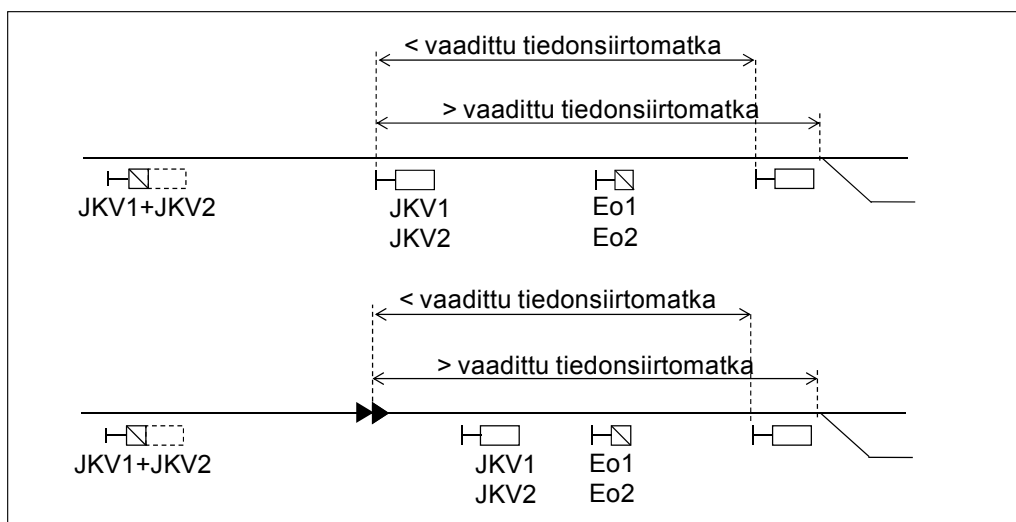 < vaadittu tiedonsiirtomatka
> vaadittu tiedonsiirtomatka
JKV1+JKV2
JKV1
JKV2
Eo1
Eo2
< vaadittu tiedonsiirtomatka
> vaadittu tiedonsiirtomatka
JKV1+JKV2
JKV1
JKV2
Eo1
Eo2